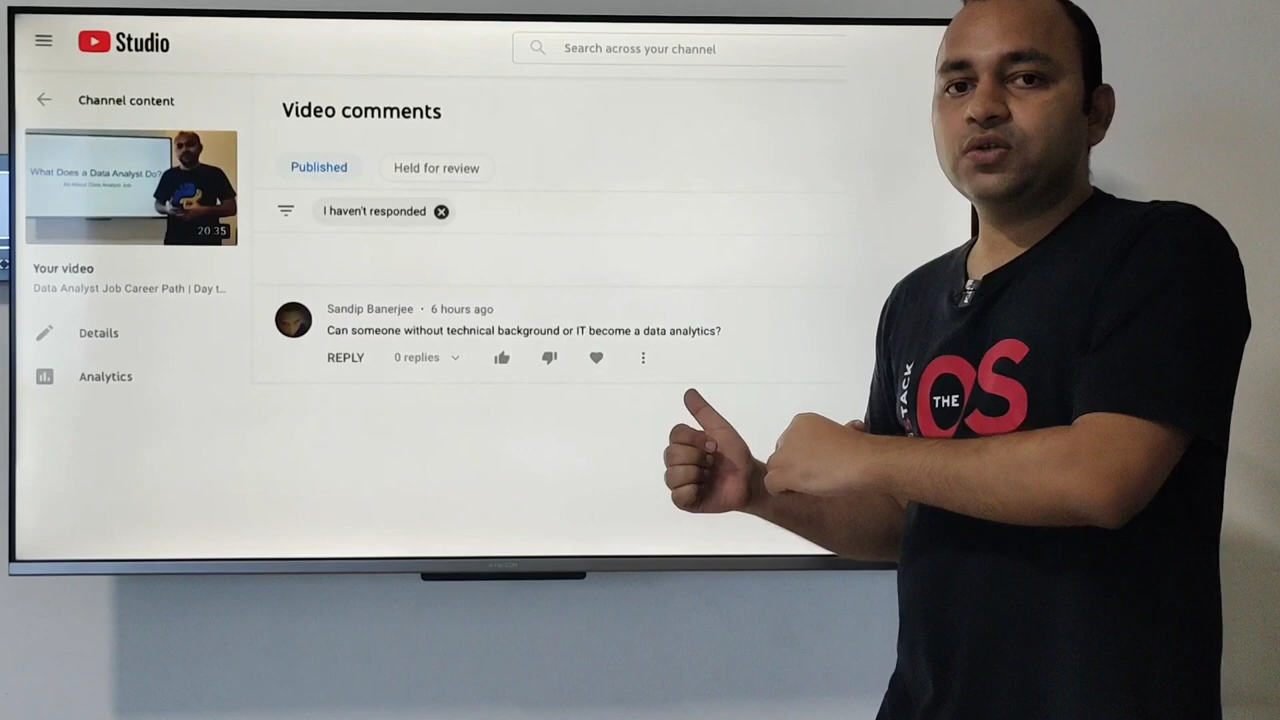 Studio
Search across your channel
Channel content
Video comments
What Does a Data Analyst Do?
Published
Held for review
I haven't responded
20:35
Your video
Data Analyst Job Career Path | Day t...
Sandip Banerjee • 6 hours ago
Can someone without technical background or IT become a data analytics?
Details
REPLY
0 replies
Analytics
TACK
THE
OS